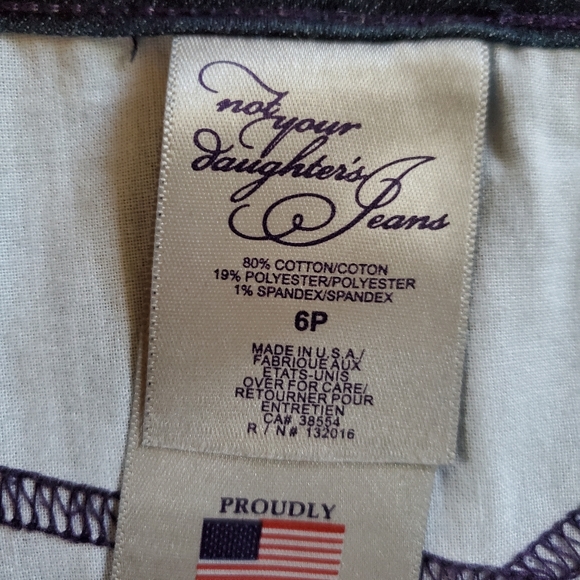 not your
daughter's
Jeans
80% COTTON/COTON
19% POLYESTER/POLYESTER
1% SPANDEX/SPANDEX
6P
MADE IN U.S.A./
FABRIQUE AUX
ETATS-UNIS
OVER FOR CARE/
RETOURNER POUR
ENTRETIEN
CA# 38554
R / N# 132016
PROUDLY